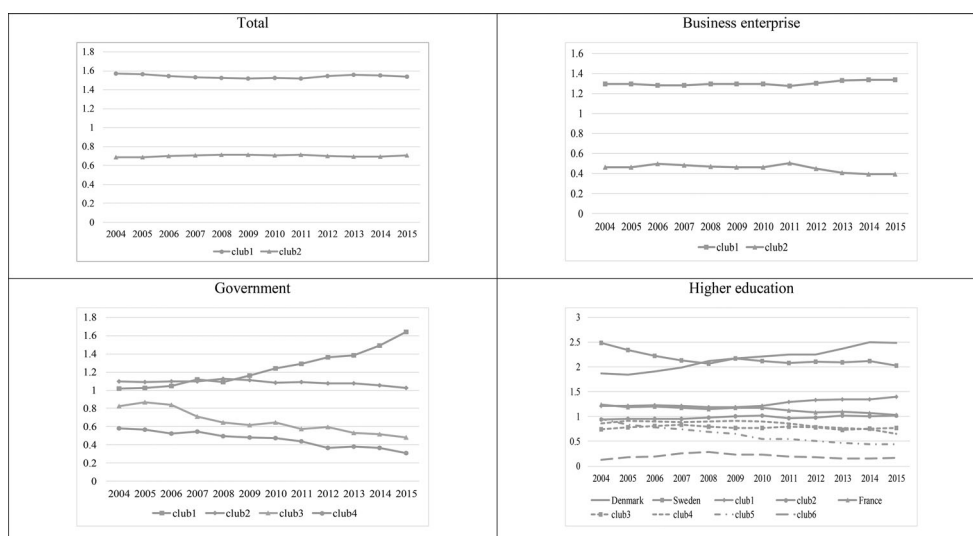 Total
1.8
1.6
1.4
1.2
1
0.8
0.6
0.4
0.2
0
2004 2005 2006 2007 2008 2009 2010 2011 2012 2013 2014 2015
club1 club2
Business enterprise
1.8
1.6
1.4
1.2
1
0.8
0.6
0.4
0.2
0
2004 2005 2006 2007 2008 2009 2010 2011 2012 2013 2014 2015
club1 club2
Government
1.8
1.6
1.4
1.2
1
0.8
0.6
0.4
0.2
0
2004 2005 2006 2007 2008 2009 2010 2011 2012 2013 2014 2015
club1 club2 club3 club4
Higher education
3
2.5
2
1.5
1
0.5
0
2004 2005 2006 2007 2008 2009 2010 2011 2012 2013 2014 2015
Denmark Sweden club1 club2 France
club3 club4 club5 club6